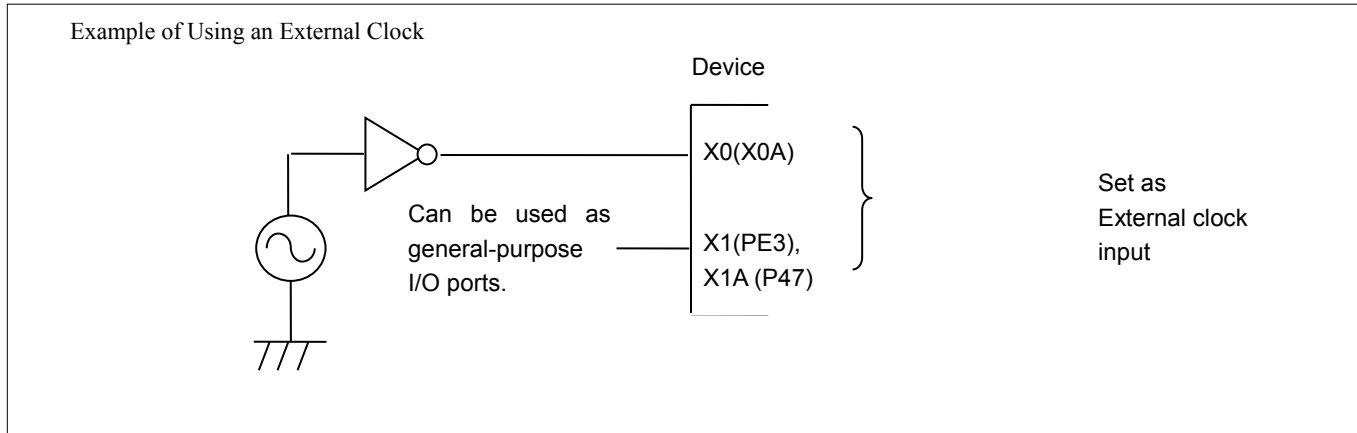 Example of Using an External Clock
Device
X0(X0A)
Can be used as
general-purpose
I/O ports.
X1(PE3),
X1A (P47)
Set as
External clock
input